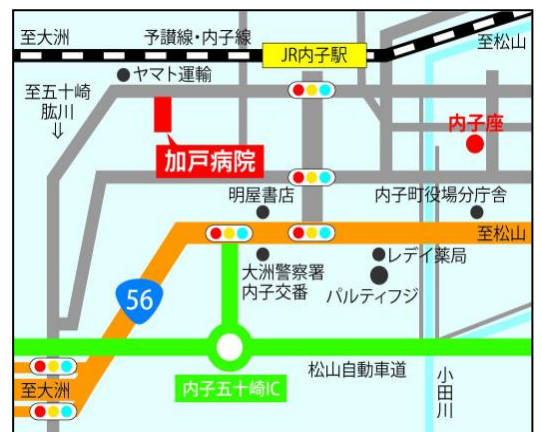 至大洲
予讃線・内子線
JR内子駅
至松山
ヤマト運輸
至五十崎
肱川
↓
内子座
加戸病院
明屋書店
内子町役場分庁舎
至松山
大洲警察署
内子交番
レデイ薬局
パルティフジ
56
松山自動車道
内子五十崎IC
至大洲
小田川